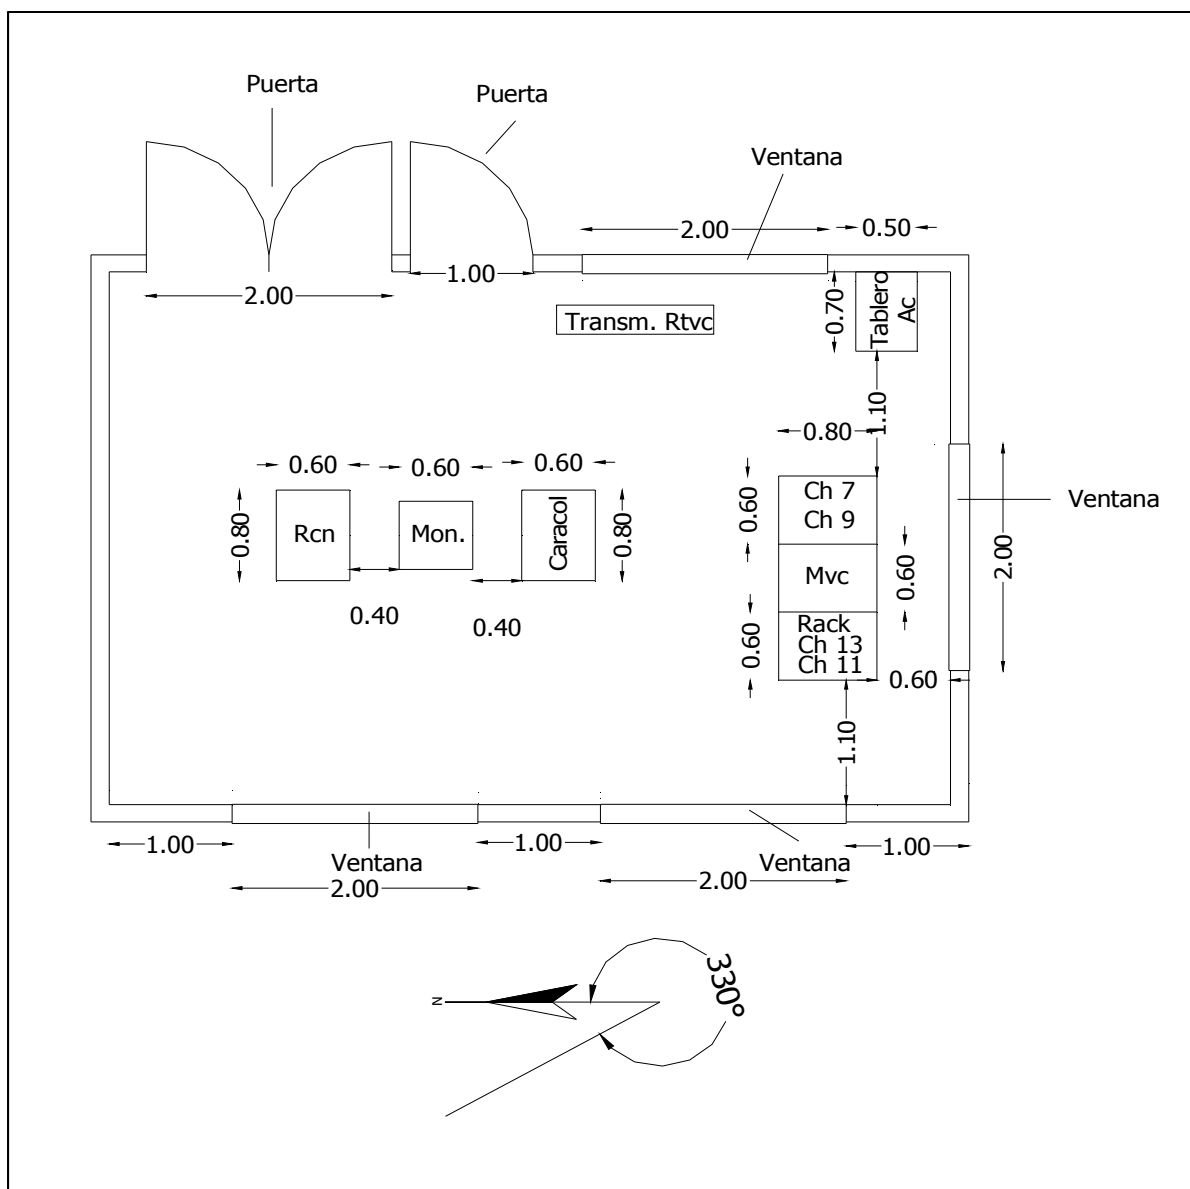 Puerta
Puerta
Ventana
2.00
0.50
2.00
1.00
Transm. Rtvc
0.70
Tablero
Ac
1.10
0.80
0.60
0.60
0.60
0.80
Rcn
Mon.
Caracol
0.80
0.60
Ch 7
Ch 9
Ventana
2.00
Mvc
0.60
0.40
0.40
0.60
Rack
Ch 13
Ch 11
0.60
1.10
1.00
Ventana
2.00
1.00
Ventana
2.00
1.00
N
330°